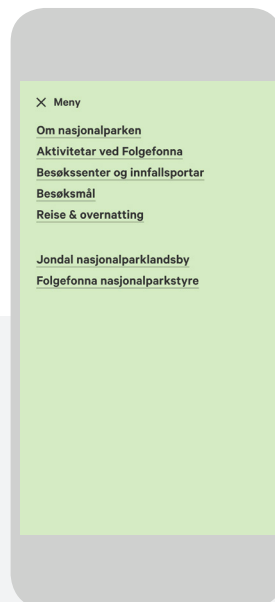 Meny
Om nasjonalparken
Aktivitetar ved Folgefonna
Besøkssenter og innfallsportar
Besøksmål
Reise & overnatting
Jondal nasjonalparklandsby
Folgefonna nasjonalparkstyre